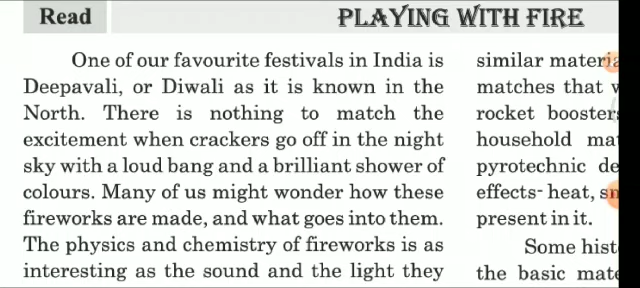 Read
PLAYING WITH FIRE
One of our favourite festivals in India is
Deepavali, or Diwali as it is known in the
North. There is nothing to match the
excitement when crackers go off in the night
sky with a loud bang and a brilliant shower of
colours. Many of us might wonder how these
fireworks are made, and what goes into them.
The physics and chemistry of fireworks is as
interesting as the sound and the light they
similar
matches that
rocket
household
pyrotechnic
effects- heat,
present in it.
Some
the basic